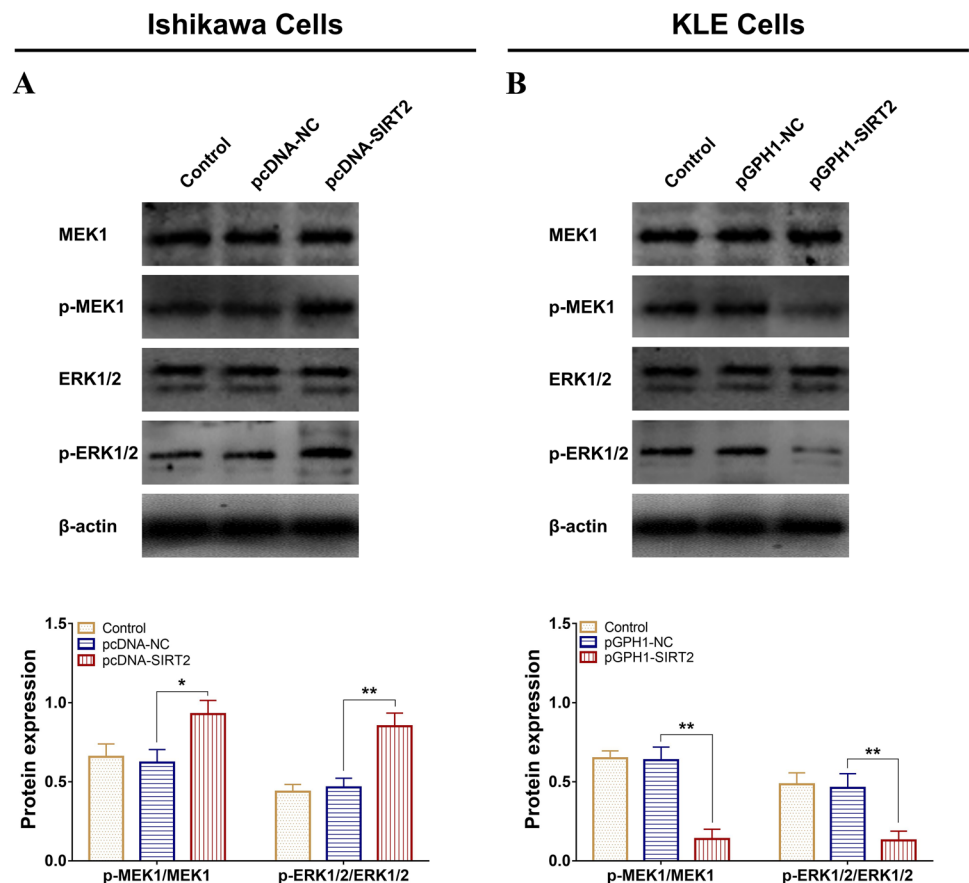 Ishikawa Cells
KLE Cells
A
Control
pcDNA-NC
pcDNA-SIRT2
MEK1
p-MEK1
ERK1/2
p-ERK1/2
β-actin
1.5
1.0
0.5
0.0
Protein expression
Control
pcDNA-NC
pcDNA-SIRT2
*
**
p-MEK1/MEK1
p-ERK1/2/ERK1/2
B
Control
pGPH1-NC
pGPH1-SIRT2
MEK1
p-MEK1
ERK1/2
p-ERK1/2
β-actin
1.5
1.0
0.5
0.0
Protein expression
Control
pGPH1-NC
pGPH1-SIRT2
**
**
p-MEK1/MEK1
p-ERK1/2/ERK1/2